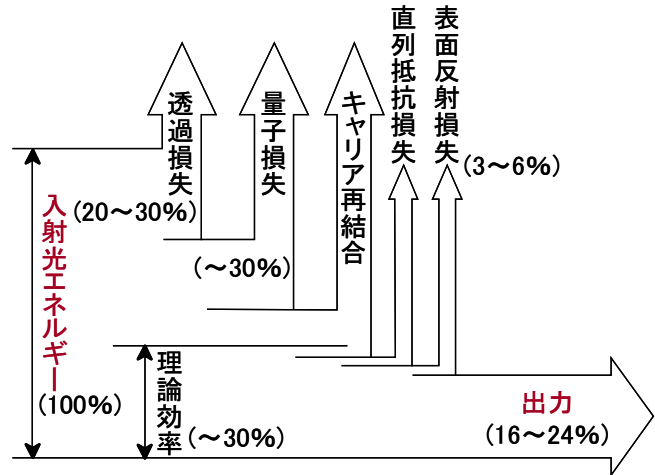 入射光エネルギー
(100%)
透過損失
(20～30%)
量子損失
(～30%)
キャリア再結合
直列抵抗損失
表面反射損失
(3～6%)
理論効率
(～30%)
出力
(16～24%)